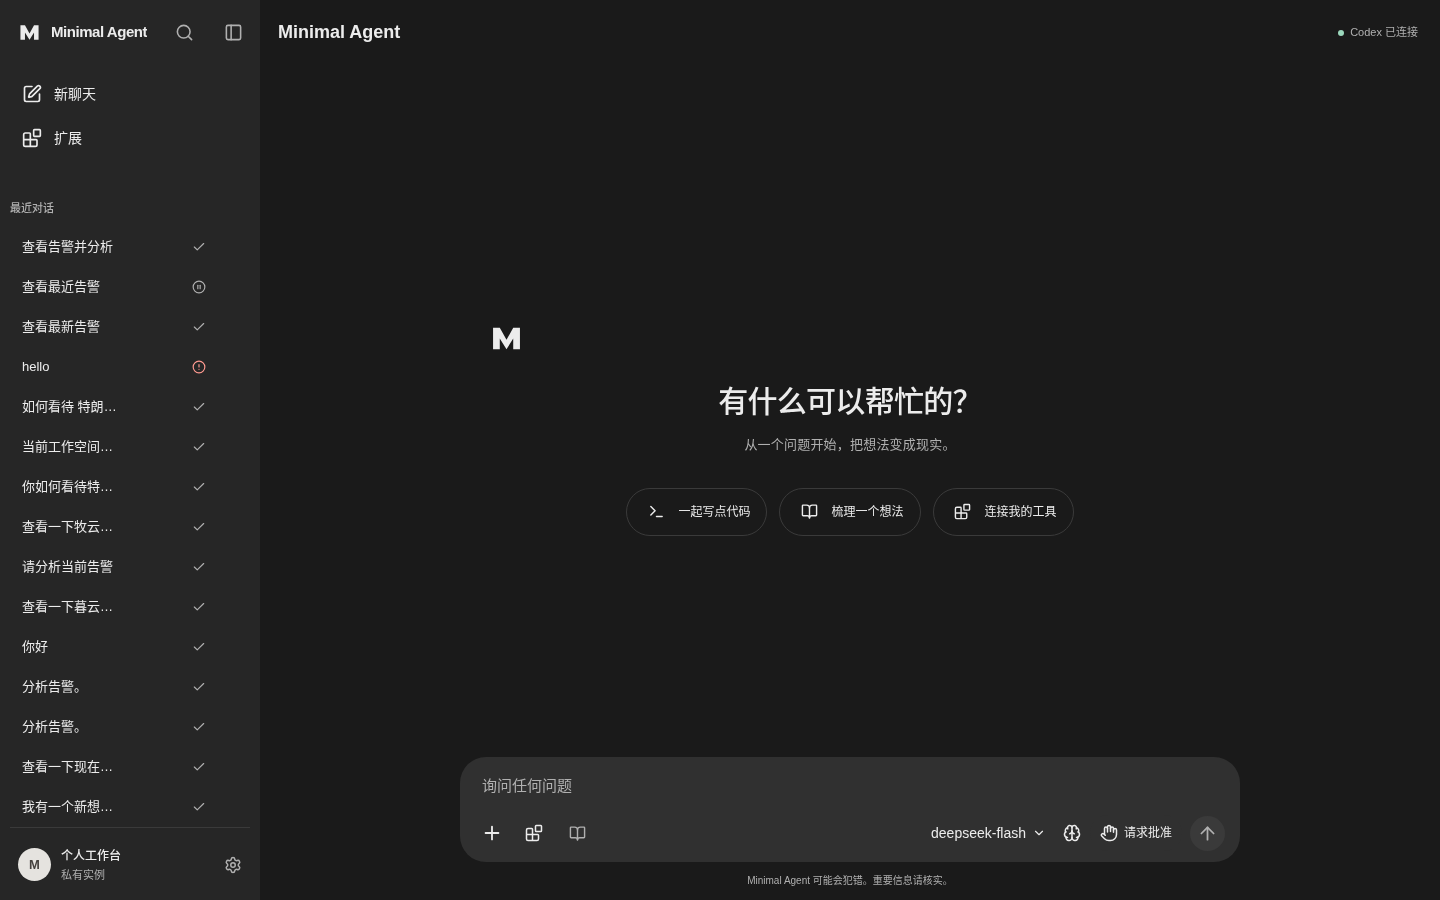 Minimal Agent
新聊天
扩展
最近对话
查看告警并分析
查看最近告警
查看最新告警
hello
如何看待 特朗…
当前工作空间…
你如何看待特…
查看一下牧云…
请分析当前告警
查看一下暮云…
你好
分析告警。
分析告警。
查看一下现在…
我有一个新想…
M
个人工作台
私有实例
Minimal Agent
Codex 已连接
M
有什么可以帮忙的?
从一个问题开始，把想法变成现实。
一起写点代码
梳理一个想法
连接我的工具
询问任何问题
deepseek-flash
请求批准
Minimal Agent 可能会犯错。重要信息请核实。